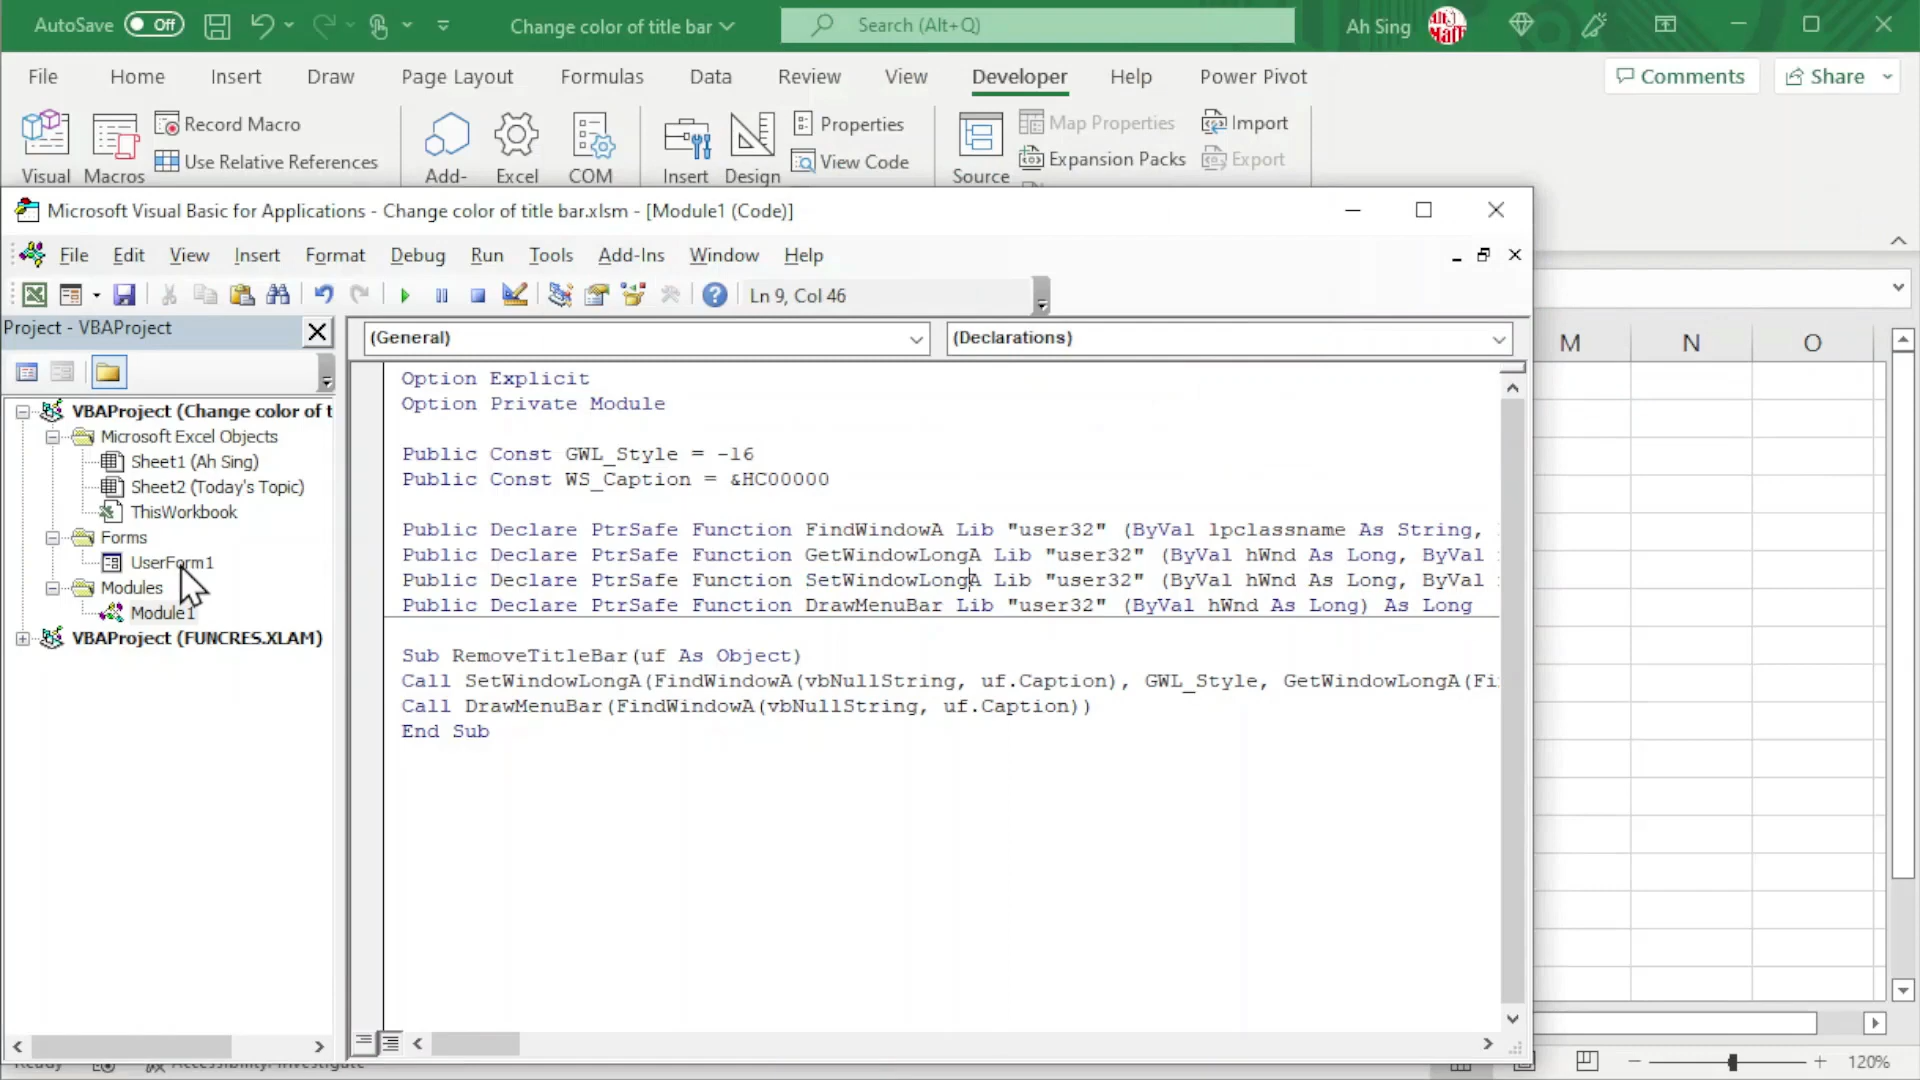 AutoSave Off Change color of title bar Search (Alt+Q) Ah Sing
File Home Insert Draw Page Layout Formulas Data Review View Developer Help Power Pivot Comments Share
Record Macro
Use Relative References
Visual Macros
Add- Excel COM
Insert Design
Properties
View Code
Source
Map Properties
Expansion Packs
Import
Export
Microsoft Visual Basic for Applications - Change color of title bar.xlsm - [Module1 (Code)]
File Edit View Insert Format Debug Run Tools Add-Ins Window Help
Ln 9, Col 46
Project - VBAProject
(General) (Declarations)
VBAProject (Change color of t
Microsoft Excel Objects
Sheet1 (Ah Sing)
Sheet2 (Today's Topic)
ThisWorkbook
Forms
UserForm1
Modules
Module1
VBAProject (FUNCRES.XLAM)
Option Explicit
Option Private Module
Public Const GWL_Style = -16
Public Const WS_Caption = &HC00000
Public Declare PtrSafe Function FindWindowA Lib "user32" (ByVal lpclassname As String,
Public Declare PtrSafe Function GetWindowLongA Lib "user32" (ByVal hWnd As Long, ByVal
Public Declare PtrSafe Function SetWindowLongA Lib "user32" (ByVal hWnd As Long, ByVal
Public Declare PtrSafe Function DrawMenuBar Lib "user32" (ByVal hWnd As Long) As Long
Sub RemoveTitleBar(uf As Object)
Call SetWindowLongA(FindWindowA(vbNullString, uf.Caption), GWL_Style, GetWindowLongA(Fi
Call DrawMenuBar(FindWindowA(vbNullString, uf.Caption))
End Sub
M N O
120%